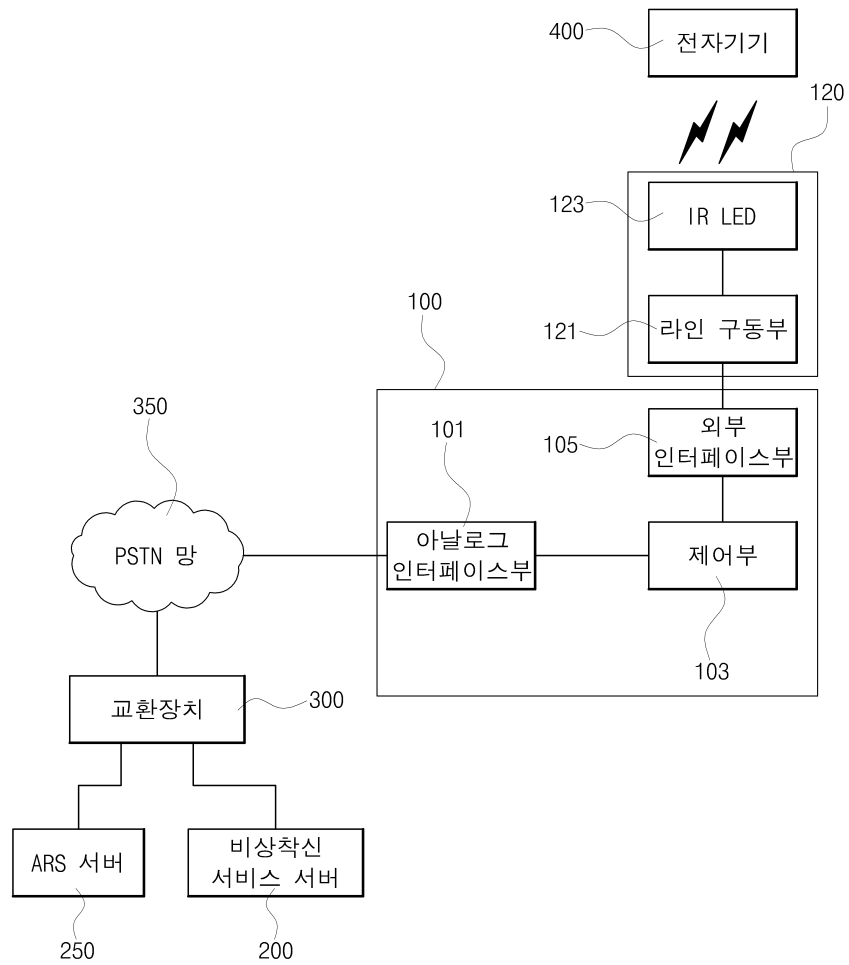 400
전자기기
120
123
IR LED
100
121
라인 구동부
350
101
105
외부
인터페이스부
PSTN 망
아날로그
인터페이스부
제어부
103
교환장치
300
ARS 서버
비상착신
서비스 서버
250
200